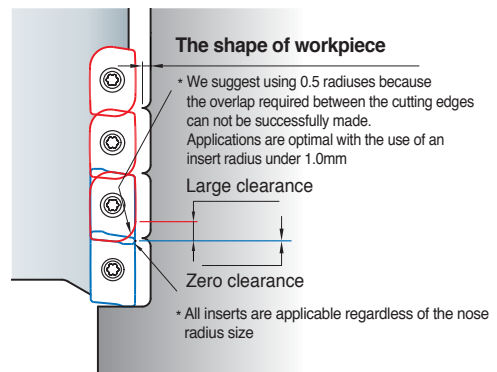 The shape of workpiece
* We suggest using 0.5 radiuses because
the overlap required between the cutting edges
can not be successfully made.
Applications are optimal with the use of an
insert radius under 1.0mm
Large clearance
Zero clearance
* All inserts are applicable regardless of the nose
radius size